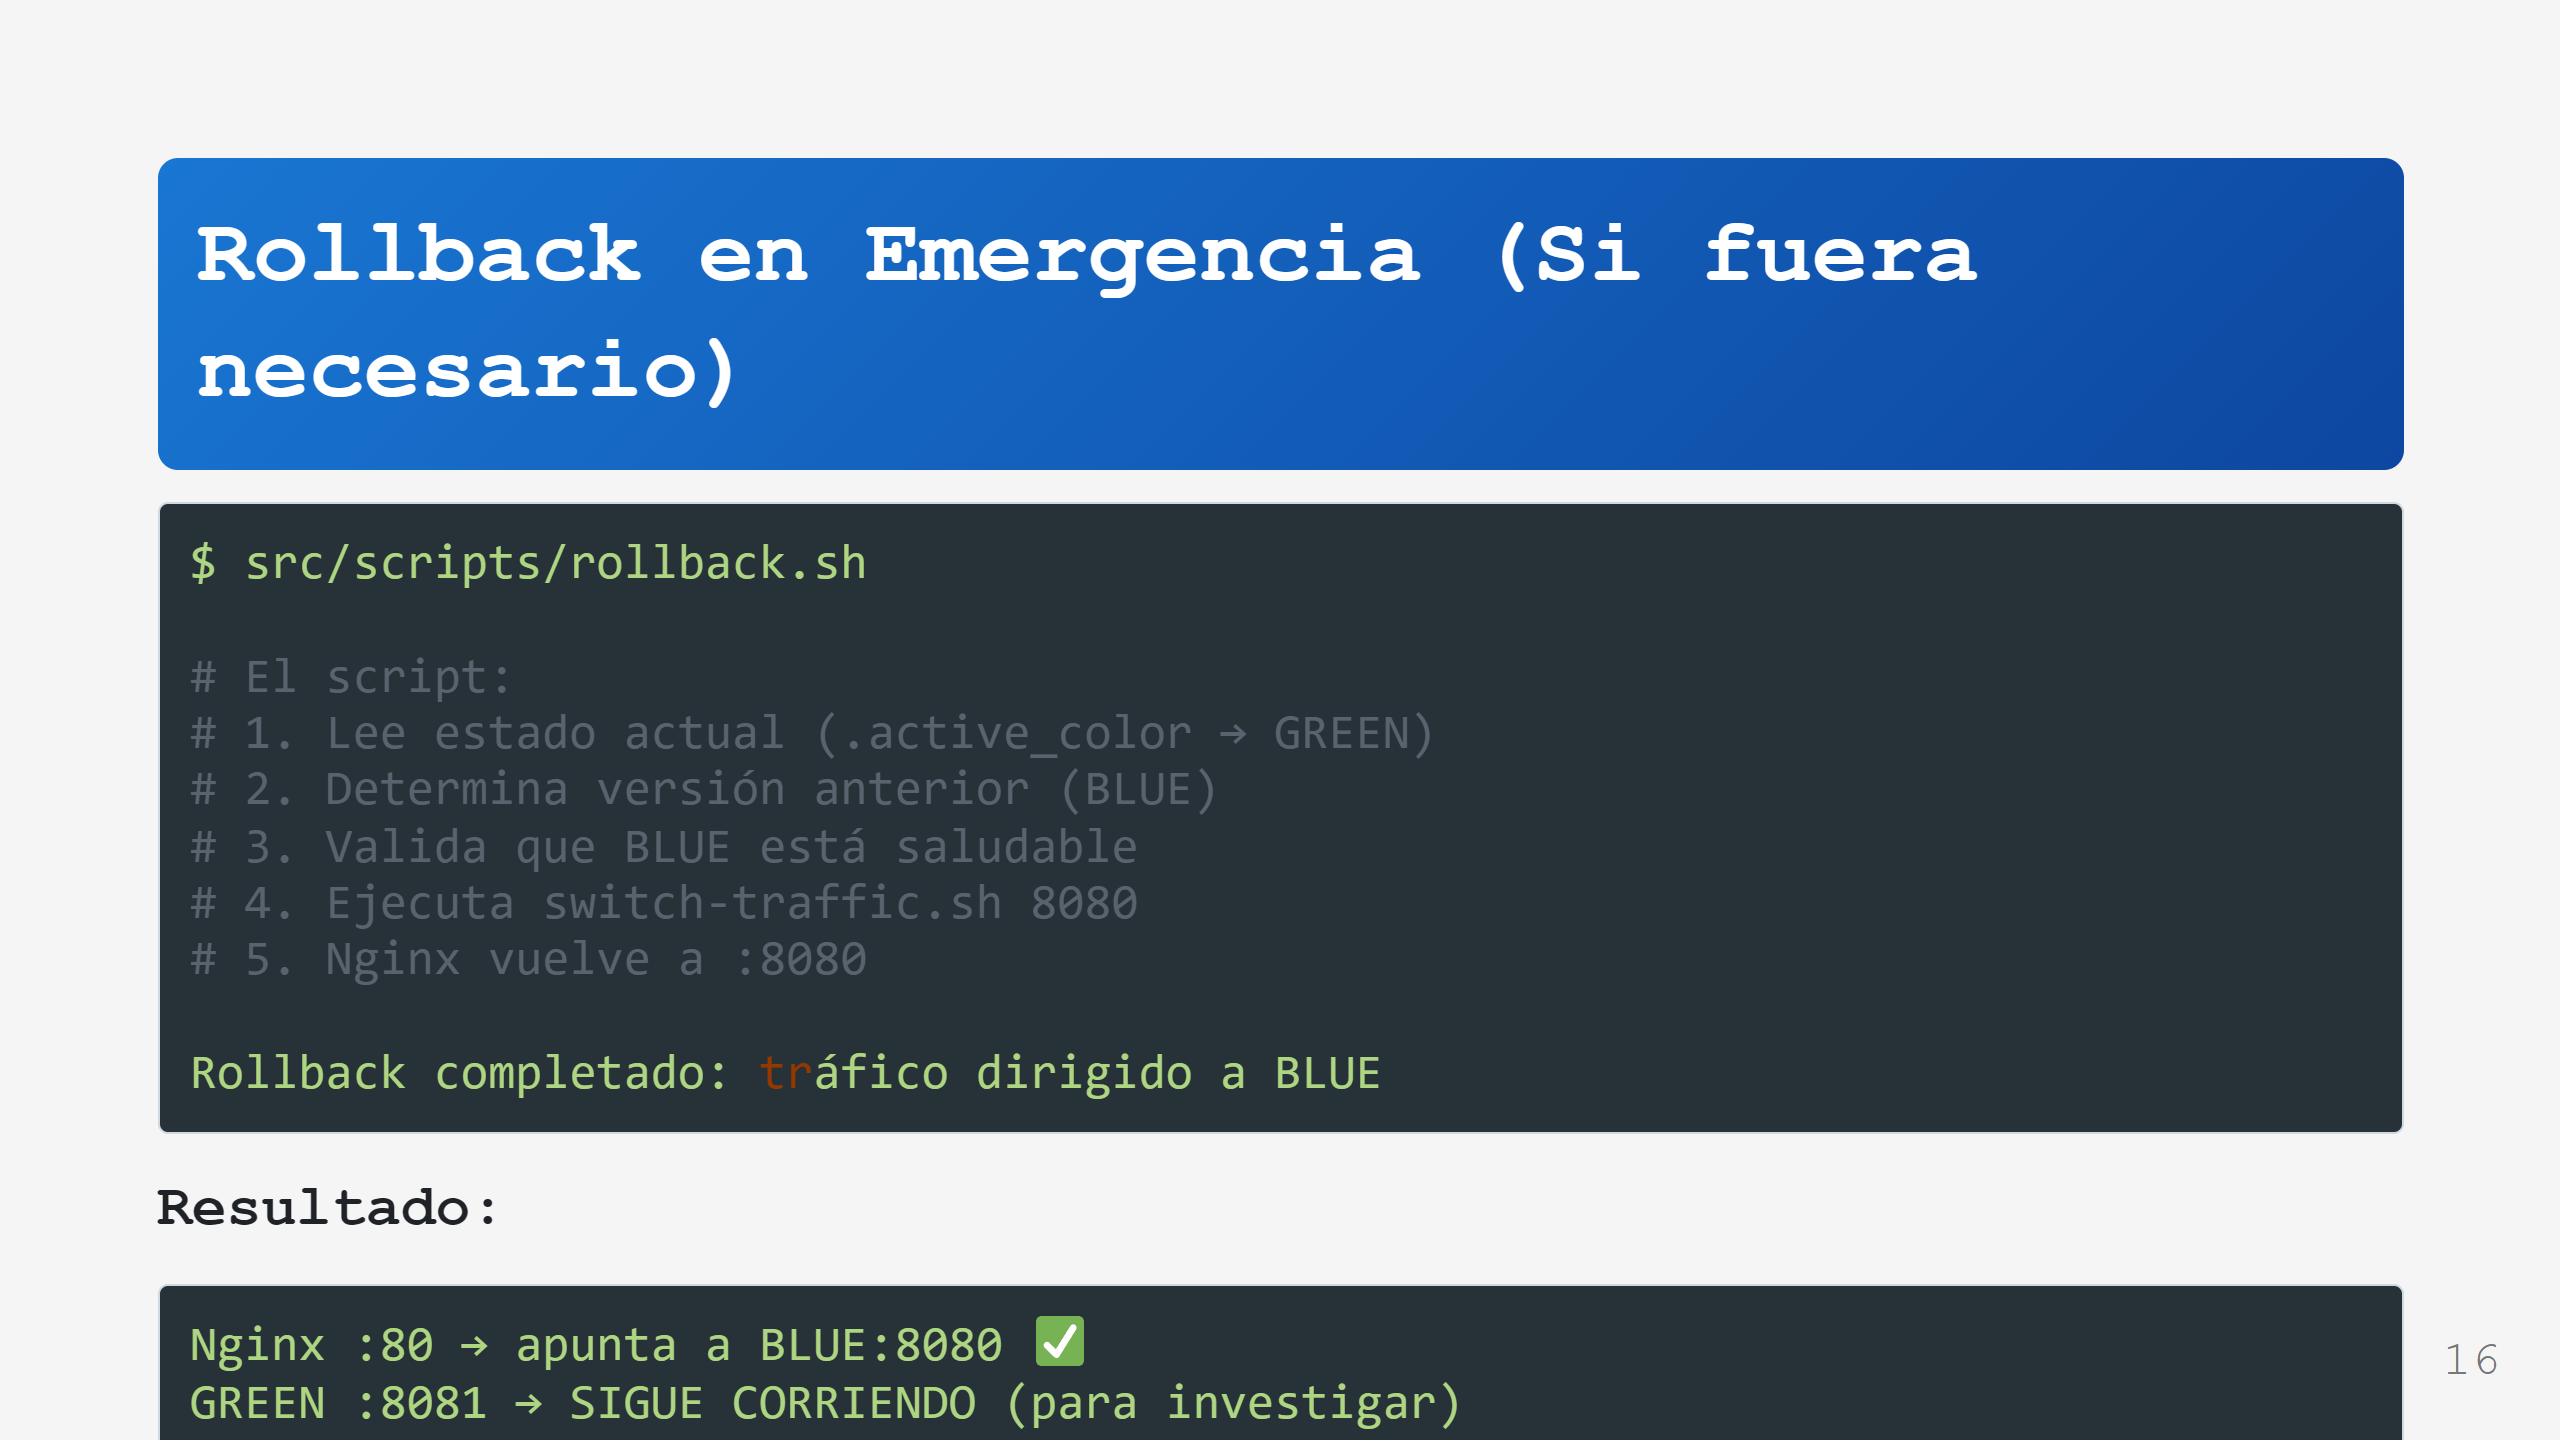 Rollback en Emergencia (Si fuera
necesario)
$ src/scripts/rollback.sh
# El script:
# 1. Lee estado actual (.active_color → GREEN)
# 2. Determina versión anterior (BLUE)
# 3. Valida que BLUE está saludable
# 4. Ejecuta switch-traffic.sh 8080
# 5. Nginx vuelve a :8080
Rollback completado: tráfico dirigido a BLUE
Resultado:
Nginx :80 → apunta a BLUE:8080 ✅
GREEN :8081 → SIGUE CORRIENDO (para investigar)
16